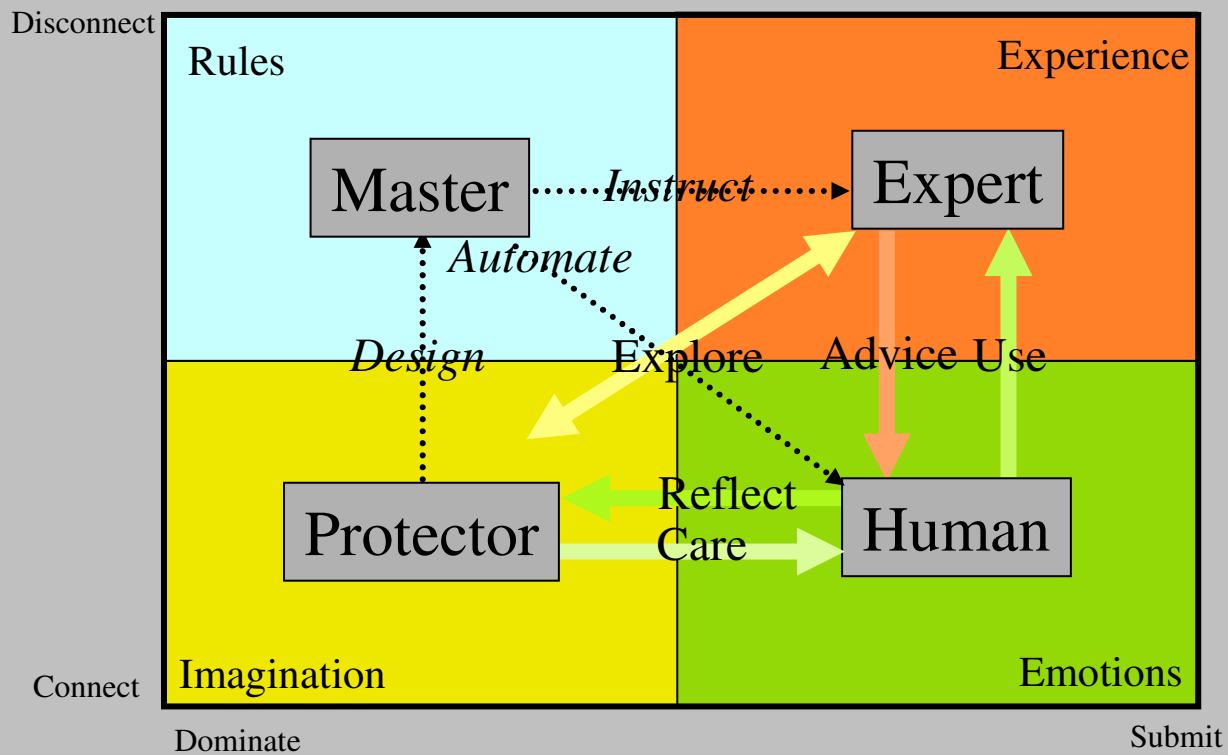 Disconnect
Rules
Experience
Master
Instruct
Expert
Automate
Design
Explore
Advice
Use
Reflect
Protector
Care
Human
Imagination
Emotions
Connect
Dominate
Submit